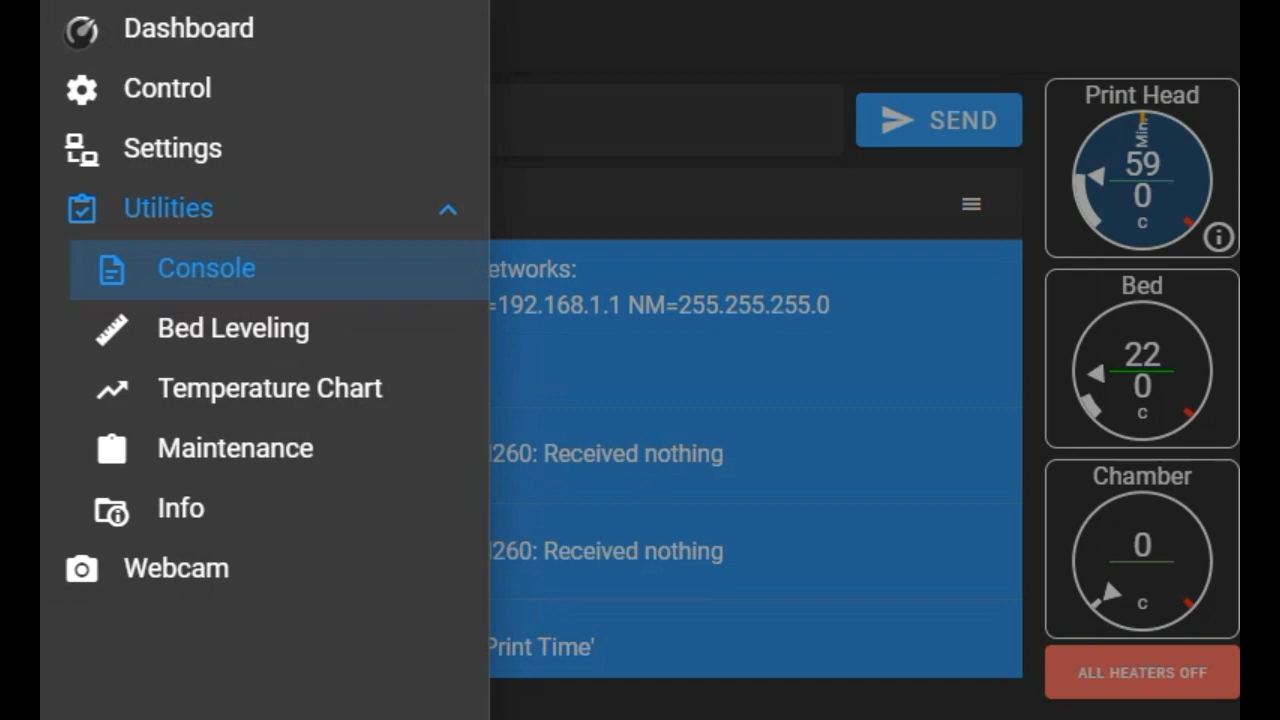 Dashboard
Control
Settings
Utilities
Console
Bed Leveling
Temperature Chart
Maintenance
Info
Webcam
SEND
etworks:
=192.168.1.1 NM=255.255.255.0
260: Received nothing
260: Received nothing
Print Time'
Print Head
Min
59
0
C
Bed
22
0
C
Chamber
0
C
ALL HEATERS OFF